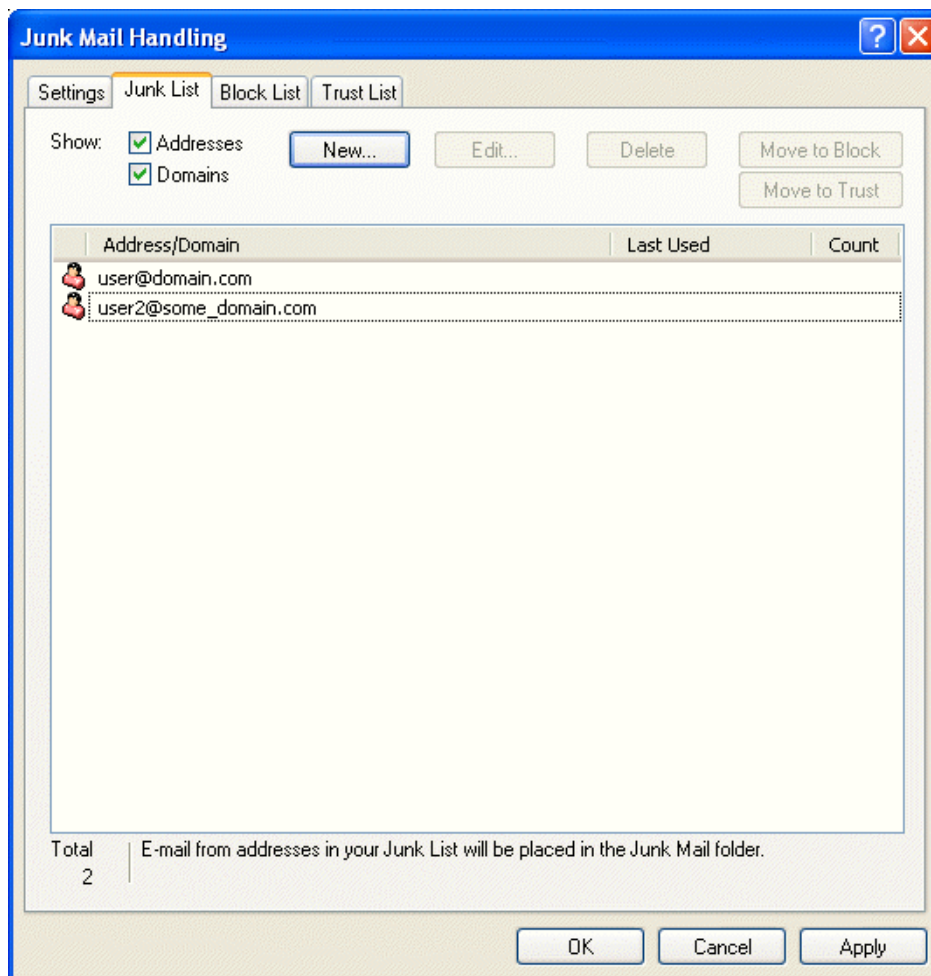 Junk Mail Handling
Settings Junk List Block List Trust List
Show: Addresses New... Edit... Delete Move to Block
Domains Move to Trust
Address/Domain Last Used Count
user@domain.com
user2@some_domain.com
Total E-mail from addresses in your Junk List will be placed in the Junk Mail folder.
2
OK Cancel Apply